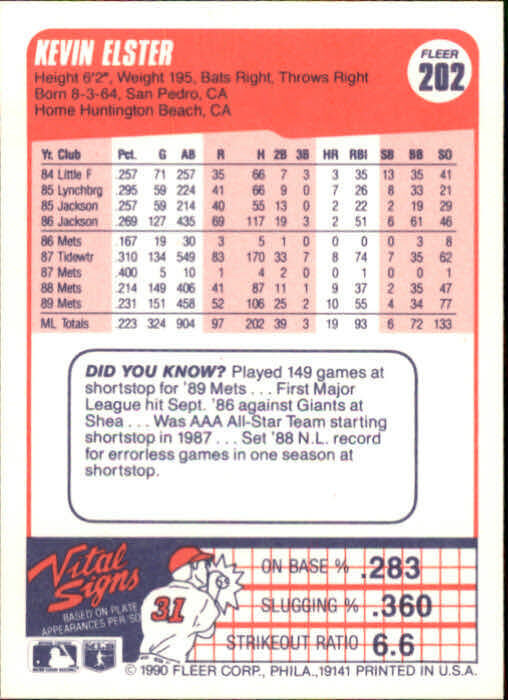 KEVIN ELSTER
FLEER
202
Height 6'2", Weight 195, Bats Right, Throws Right
Born 8-3-64, San Pedro, CA
Home Huntington Beach, CA
Yr. Club Pct. G AB R H 2B 3B HR RBI SB BB SO
84 Little F .257 71 257 35 66 7 3 3 35 13 35 41
85 Lynchbrg .295 59 224 41 66 9 0 7 26 8 33 21
85 Jackson .257 59 214 40 55 13 0 2 22 2 19 29
86 Jackson .269 127 435 69 117 19 3 2 51 6 61 46
86 Mets .167 19 30 3 5 1 0 0 0 0 3 8
87 Tidewtr .310 134 549 83 170 33 7 8 74 7 35 62
87 Mets .400 5 10 1 4 2 0 0 1 0 0 1
88 Mets .214 149 406 41 87 11 1 9 37 2 35 47
89 Mets .231 151 458 52 106 25 2 10 55 4 34 77
ML Totals .223 324 904 97 202 39 3 19 93 6 72 133
DID YOU KNOW? Played 149 games at
shortstop for '89 Mets . . . First Major
League hit Sept. '86 against Giants at
Shea . . . Was AAA All-Star Team starting
shortstop in 1987 . . . Set '88 N.L. record
for errorless games in one season at
shortstop.
Vital
Signs
BASED ON PLATE
APPEARANCES PER '90
31
ON BASE % .283
SLUGGING % .360
STRIKEOUT RATIO 6.6
© 1990 FLEER CORP., PHILA., 19141 PRINTED IN U.S.A.